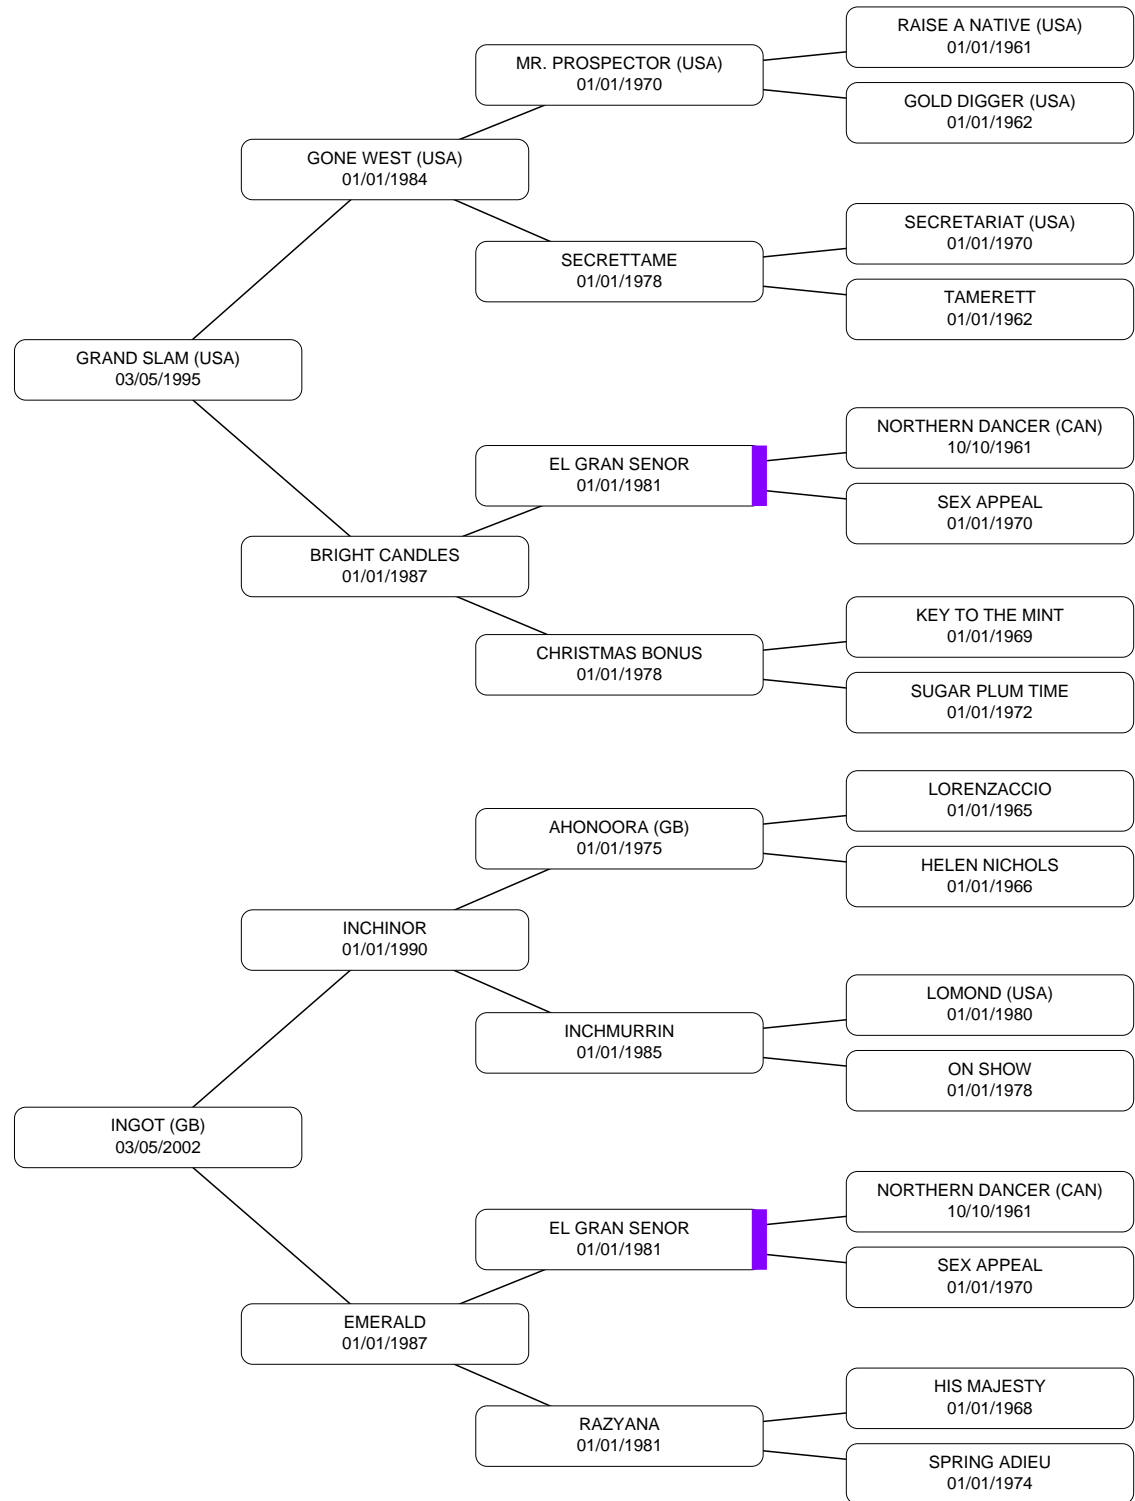 RAISE A NATIVE (USA)
01/01/1961
MR. PROSPECTOR (USA)
01/01/1970
GOLD DIGGER (USA)
01/01/1962
GONE WEST (USA)
01/01/1984
SECRETARIAT (USA)
01/01/1970
SECRETTAME
01/01/1978
TAMERETT
01/01/1962
GRAND SLAM (USA)
03/05/1995
NORTHERN DANCER (CAN)
10/10/1961
EL GRAN SENOR
01/01/1981
SEX APPEAL
01/01/1970
BRIGHT CANDLES
01/01/1987
KEY TO THE MINT
01/01/1969
CHRISTMAS BONUS
01/01/1978
SUGAR PLUM TIME
01/01/1972
LORENZACCIO
01/01/1965
AHONOORA (GB)
01/01/1975
HELEN NICHOLS
01/01/1966
INCHINOR
01/01/1990
LOMOND (USA)
01/01/1980
INCHMURRIN
01/01/1985
ON SHOW
01/01/1978
INGOT (GB)
03/05/2002
NORTHERN DANCER (CAN)
10/10/1961
EL GRAN SENOR
01/01/1981
SEX APPEAL
01/01/1970
EMERALD
01/01/1987
HIS MAJESTY
01/01/1968
RAZYANA
01/01/1981
SPRING ADIEU
01/01/1974